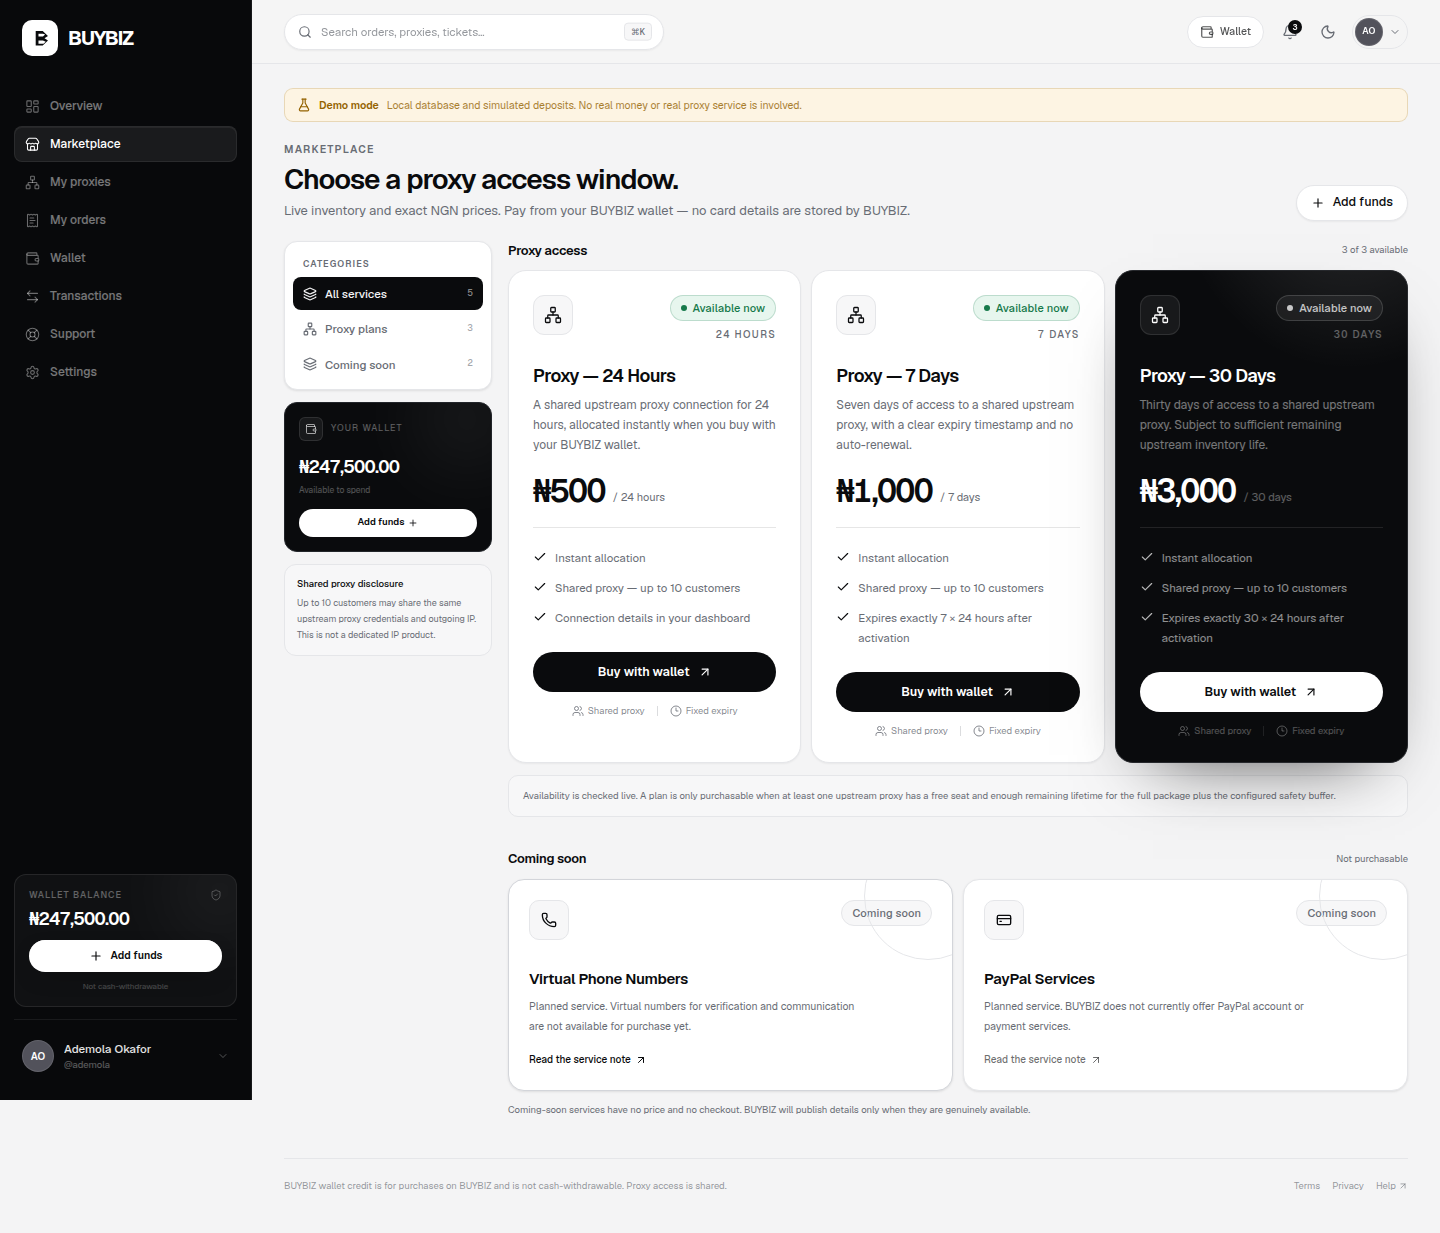 BUYBIZ
Overview
Marketplace
My proxies
My orders
Wallet
Transactions
Support
Settings
WALLET BALANCE
₦247,500.00
Add funds
Not cash-withdrawable
AO
Ademola Okafor
@ademola
Search orders, proxies, tickets...
⌘K
Wallet
3
AO
Demo mode Local database and simulated deposits. No real money or real proxy service is involved.
MARKETPLACE
Choose a proxy access window.
Live inventory and exact NGN prices. Pay from your BUYBIZ wallet — no card details are stored by BUYBIZ.
Add funds
CATEGORIES
All services 5
Proxy plans 3
Coming soon 2
YOUR WALLET
₦247,500.00
Available to spend
Add funds
Shared proxy disclosure
Up to 10 customers may share the same
upstream proxy credentials and outgoing IP.
This is not a dedicated IP product.
Proxy access
3 of 3 available
Available now
24 HOURS
Proxy — 24 Hours
A shared upstream proxy connection for 24
hours, allocated instantly when you buy with
your BUYBIZ wallet.
₦500 / 24 hours
Instant allocation
Shared proxy — up to 10 customers
Connection details in your dashboard
Buy with wallet
Shared proxy
Fixed expiry
Available now
7 DAYS
Proxy — 7 Days
Seven days of access to a shared upstream
proxy, with a clear expiry timestamp and no
auto-renewal.
₦1,000 / 7 days
Instant allocation
Shared proxy — up to 10 customers
Expires exactly 7 × 24 hours after
activation
Buy with wallet
Shared proxy
Fixed expiry
Available now
30 DAYS
Proxy — 30 Days
Thirty days of access to a shared upstream
proxy. Subject to sufficient remaining
upstream inventory life.
₦3,000 / 30 days
Instant allocation
Shared proxy — up to 10 customers
Expires exactly 30 × 24 hours after
activation
Buy with wallet
Shared proxy
Fixed expiry
Availability is checked live. A plan is only purchasable when at least one upstream proxy has a free seat and enough remaining lifetime for the full package plus the configured safety buffer.
Coming soon
Not purchasable
Coming soon
Virtual Phone Numbers
Planned service. Virtual numbers for verification and communication
are not available for purchase yet.
Read the service note
Coming soon
PayPal Services
Planned service. BUYBIZ does not currently offer PayPal account or
payment services.
Read the service note
Coming-soon services have no price and no checkout. BUYBIZ will publish details only when they are genuinely available.
BUYBIZ wallet credit is for purchases on BUYBIZ and is not cash-withdrawable. Proxy access is shared.
Terms
Privacy
Help